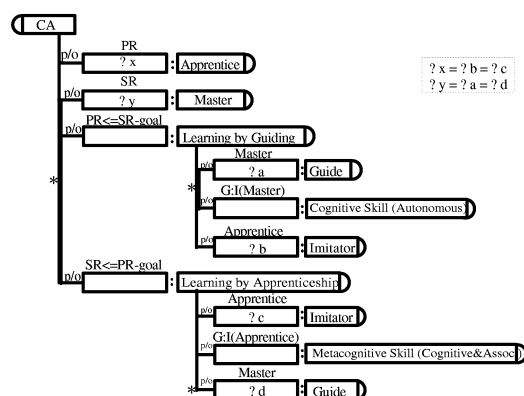 CA
PR
p/o ? x : Apprentice
? x = ? b = ? c
? y = ? a = ? d
SR
p/o ? y : Master
PR<=SR-goal
p/o : Learning by Guiding
Master
p/o ? a : Guide
* * G:I(Master)
p/o : Cognitive Skill (Autonomous)
Apprentice
p/o ? b : Imitator
SR<=PR-goal
p/o : Learning by Apprenticeship
Apprentice
p/o ? c : Imitator
G:I(Apprentice)
p/o : Metacognitive Skill (Cognitive&Assoc)
Master
* p/o ? d : Guide